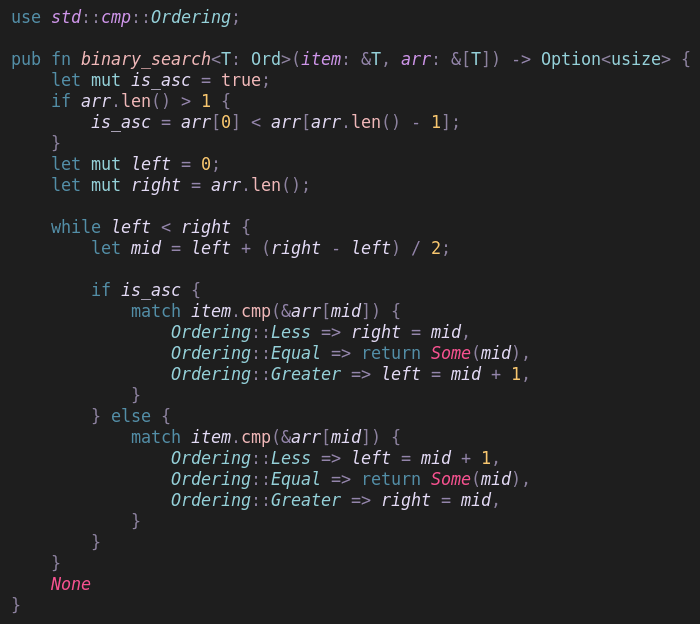 use std::cmp::Ordering;

pub fn binary_search<T: Ord>(item: &T, arr: &[T]) -> Option<usize> {
    let mut is_asc = true;
    if arr.len() > 1 {
        is_asc = arr[0] < arr[arr.len() - 1];
    }
    let mut left = 0;
    let mut right = arr.len();

    while left < right {
        let mid = left + (right - left) / 2;

        if is_asc {
            match item.cmp(&arr[mid]) {
                Ordering::Less => right = mid,
                Ordering::Equal => return Some(mid),
                Ordering::Greater => left = mid + 1,
            }
        } else {
            match item.cmp(&arr[mid]) {
                Ordering::Less => left = mid + 1,
                Ordering::Equal => return Some(mid),
                Ordering::Greater => right = mid,
            }
        }
    }
    None
}